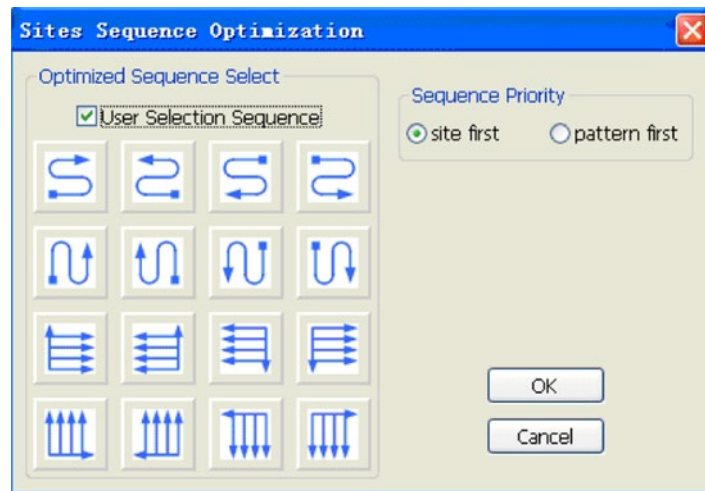 Sites Sequence Optimization
Optimized Sequence Select
User Selection Sequence
Sequence Priority
site first
pattern first
OK
Cancel